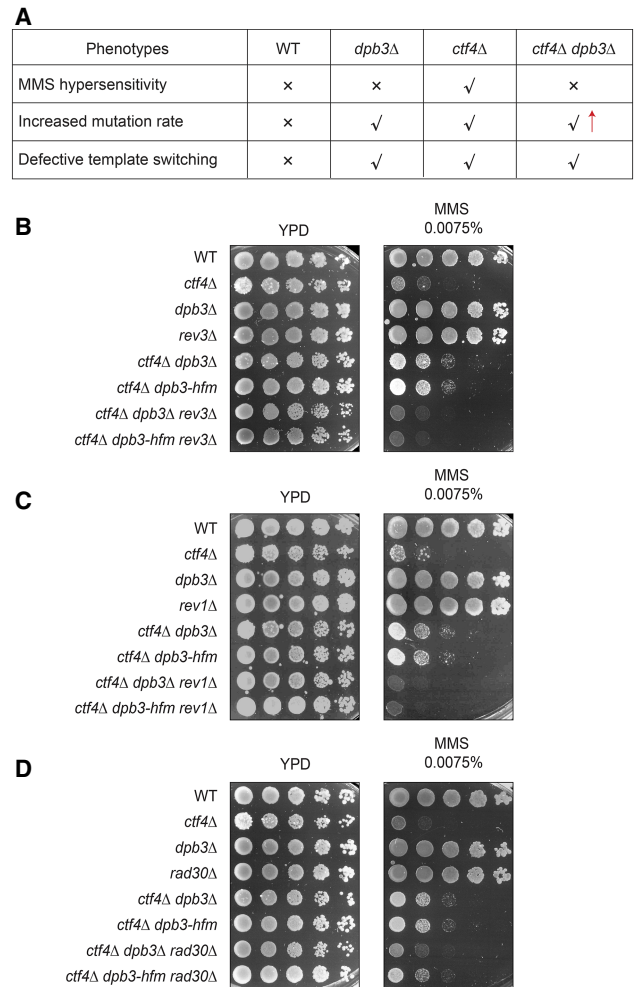 A
Phenotypes WT dpb3Δ ctf4Δ ctf4Δ dpb3Δ
MMS hypersensitivity × × √ ×
Increased mutation rate × √ √ √ ↑
Defective template switching × √ √ √
B
YPD
MMS
0.0075%
WT
ctf4Δ
dpb3Δ
rev3Δ
ctf4Δ dpb3Δ
ctf4Δ dpb3-hfm
ctf4Δ dpb3Δ rev3Δ
ctf4Δ dpb3-hfm rev3Δ
C
YPD
MMS
0.0075%
WT
ctf4Δ
dpb3Δ
rev1Δ
ctf4Δ dpb3Δ
ctf4Δ dpb3-hfm
ctf4Δ dpb3Δ rev1Δ
ctf4Δ dpb3-hfm rev1Δ
D
YPD
MMS
0.0075%
WT
ctf4Δ
dpb3Δ
rad30Δ
ctf4Δ dpb3Δ
ctf4Δ dpb3-hfm
ctf4Δ dpb3Δ rad30Δ
ctf4Δ dpb3-hfm rad30Δ